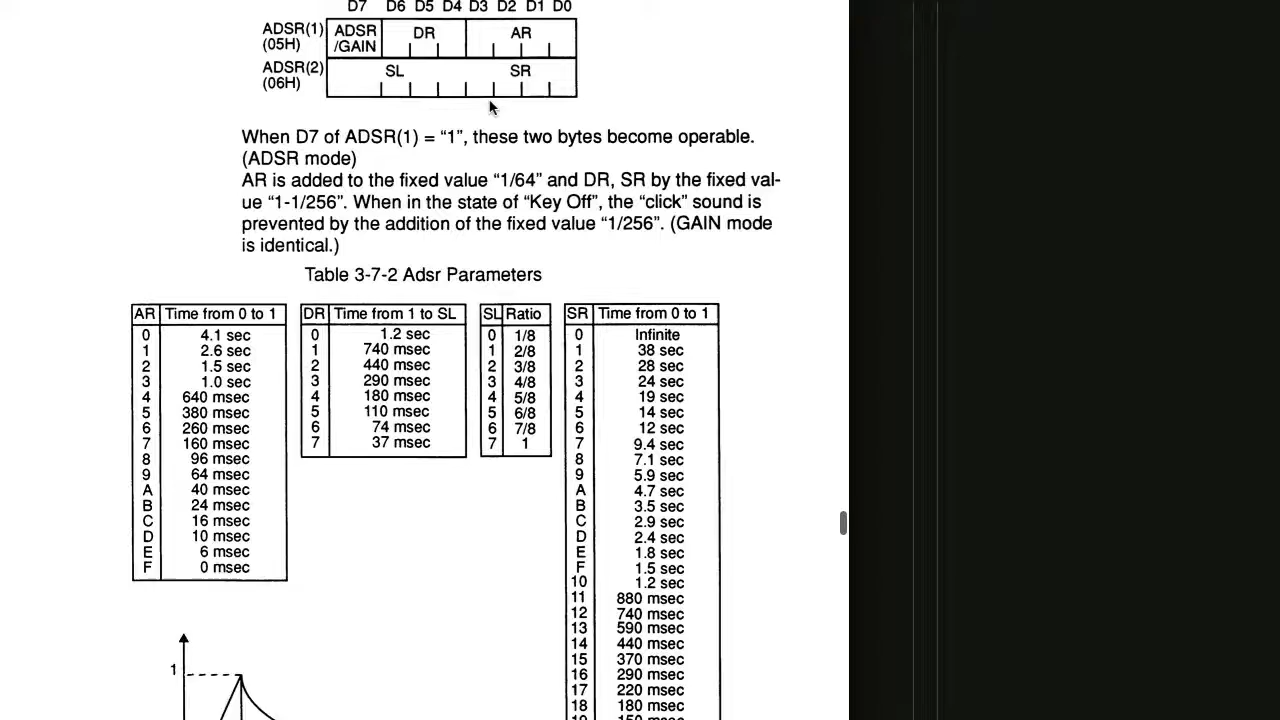 D7 D6 D5 D4 D3 D2 D1 D0
ADSR(1) ADSR DR AR
(05H) /GAIN
ADSR(2) SL SR
(06H)
When D7 of ADSR(1) = “1”, these two bytes become operable.
(ADSR mode)
AR is added to the fixed value “1/64” and DR, SR by the fixed val-
ue “1-1/256”. When in the state of “Key Off”, the “click” sound is
prevented by the addition of the fixed value “1/256”. (GAIN mode
is identical.)
Table 3-7-2 Adsr Parameters
AR Time from 0 to 1
0 4.1 sec
1 2.6 sec
2 1.5 sec
3 1.0 sec
4 640 msec
5 380 msec
6 260 msec
7 160 msec
8 96 msec
9 64 msec
A 40 msec
B 24 msec
C 16 msec
D 10 msec
E 6 msec
F 0 msec
DR Time from 1 to SL
0 1.2 sec
1 740 msec
2 440 msec
3 290 msec
4 180 msec
5 110 msec
6 74 msec
7 37 msec
SL Ratio
0 1/8
1 2/8
2 3/8
3 4/8
4 5/8
5 6/8
6 7/8
7 1
SR Time from 0 to 1
0 Infinite
1 38 sec
2 28 sec
3 24 sec
4 19 sec
5 14 sec
6 12 sec
7 9.4 sec
8 7.1 sec
9 5.9 sec
A 4.7 sec
B 3.5 sec
C 2.9 sec
D 2.4 sec
E 1.8 sec
F 1.5 sec
10 1.2 sec
11 880 msec
12 740 msec
13 590 msec
14 440 msec
15 370 msec
16 290 msec
17 220 msec
18 180 msec
19 150 msec
1